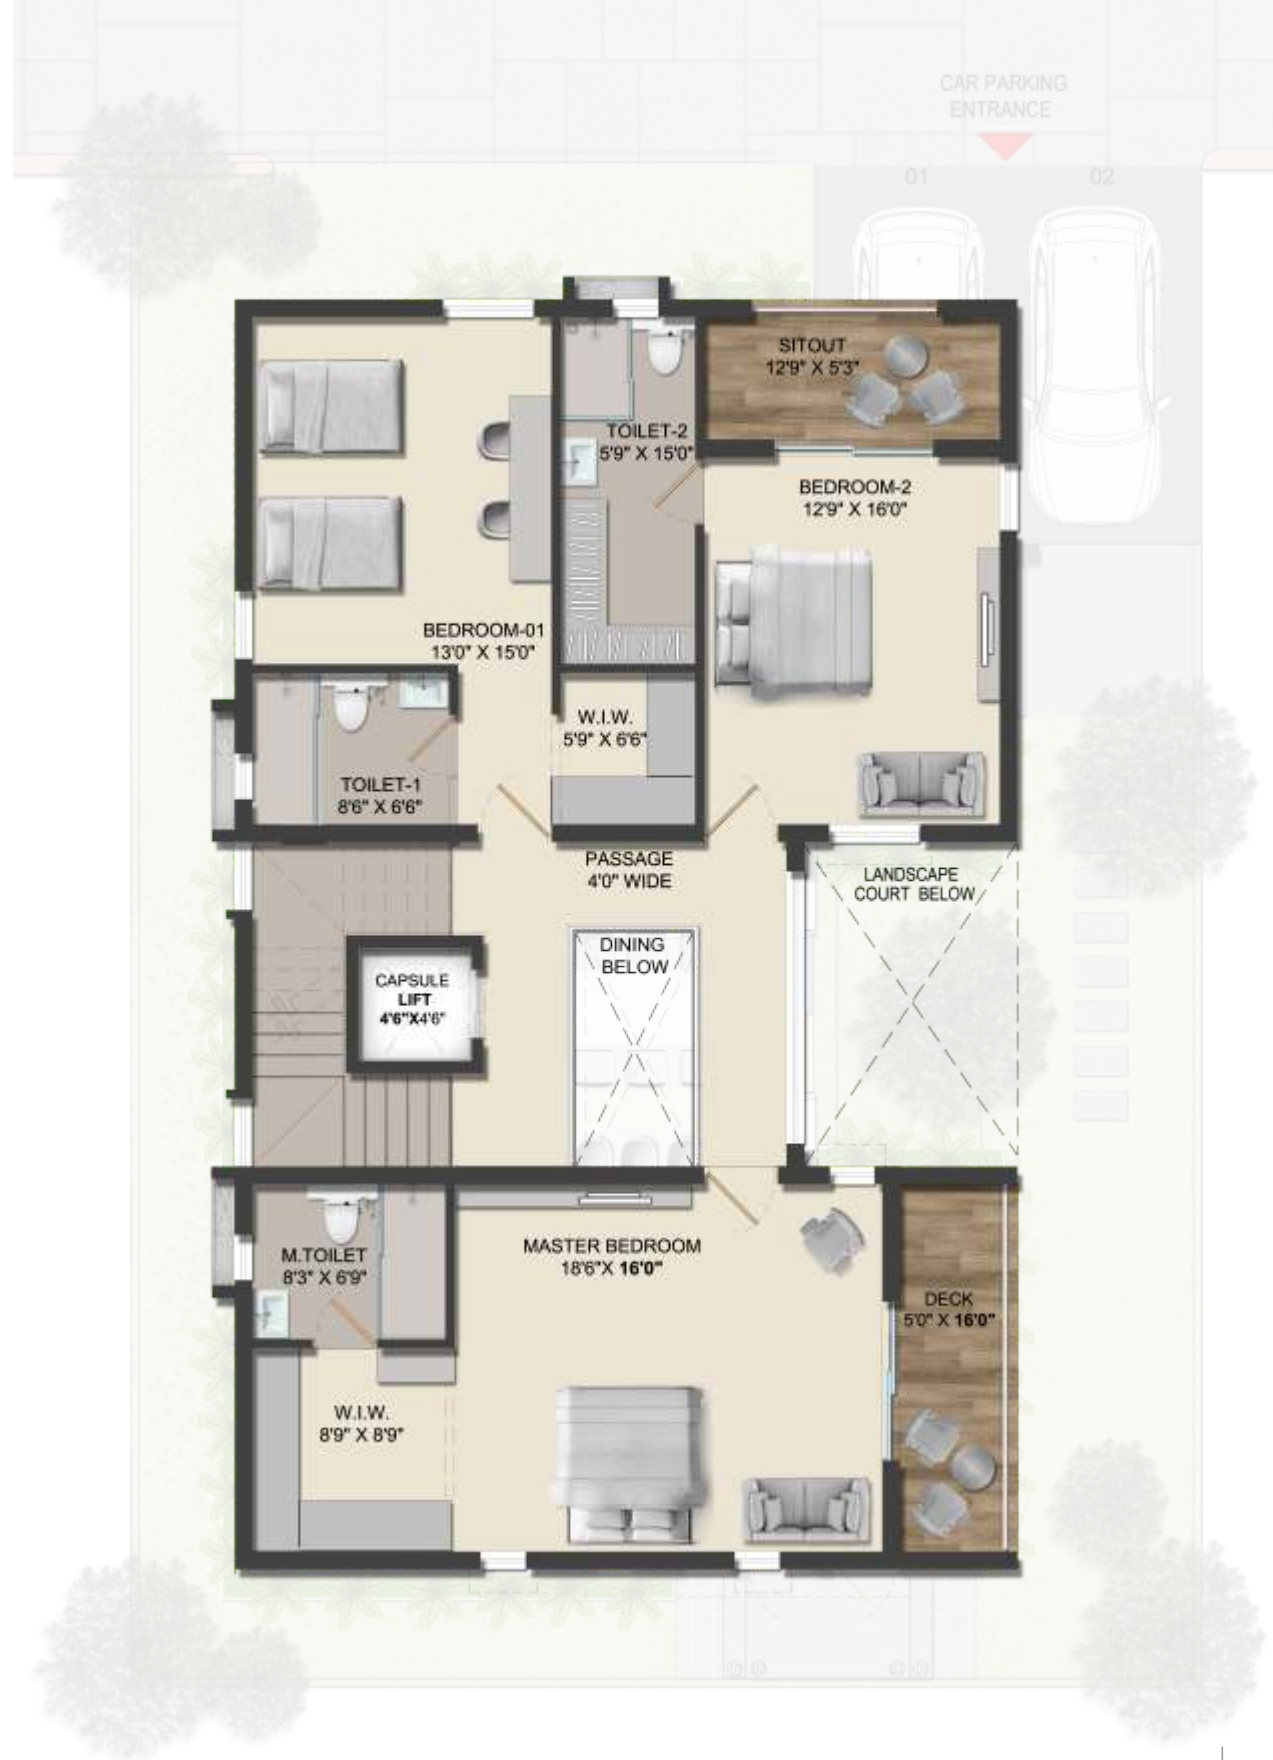 CAR PARKING
ENTRANCE
01
02
SITOUT
12'9" X 5'3"
TOILET-2
5'9" X 15'0"
BEDROOM-2
12'9" X 16'0"
BEDROOM-01
13'0" X 15'0"
W.I.W.
5'9" X 6'6"
TOILET-1
8'6" X 6'6"
PASSAGE
4'0" WIDE
LANDSCAPE
COURT BELOW
DINING
BELOW
CAPSULE
LIFT
4'6"X4'6"
MASTER BEDROOM
18'6"X 16'0"
M.TOILET
8'3" X 6'9"
DECK
5'0" X 16'0"
W.I.W.
8'9" X 8'9"